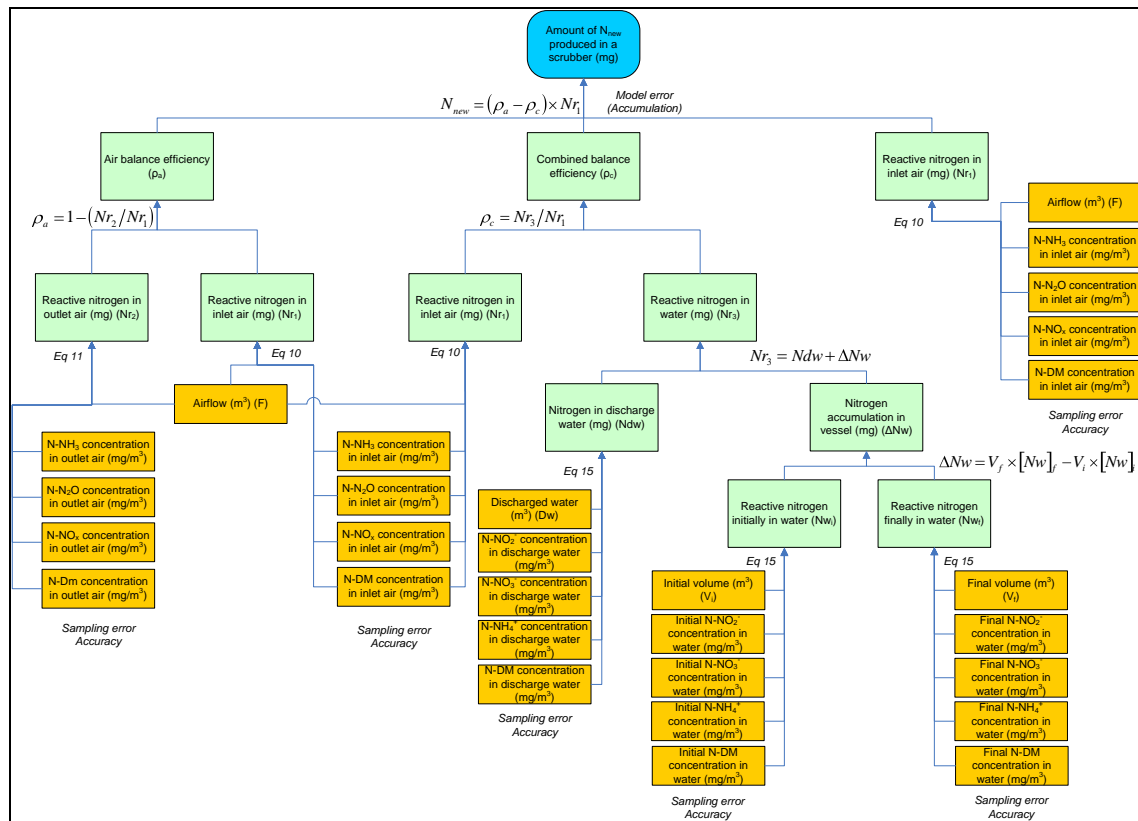 Amount of Nnew
produced in a
scrubber (mg)
Model error
(Accumulation)
N_new = (ρ_a − ρ_c) × Nr_1
Air balance efficiency
(ρa)
Combined balance
efficiency (ρc)
Reactive nitrogen in
inlet air (mg) (Nr₁)
ρ_a = 1 − (Nr_2/Nr_1)
ρ_c = Nr_3/Nr_1
Eq 10
Airflow (m³) (F)
N-NH₃ concentration
in inlet air (mg/m³)
N-N₂O concentration
in inlet air (mg/m³)
N-NOₓ concentration
in inlet air (mg/m³)
N-DM concentration
in inlet air (mg/m³)
Sampling error
Accuracy
Reactive nitrogen in
outlet air (mg) (Nr₂)
Reactive nitrogen in
inlet air (mg) (Nr₁)
Reactive nitrogen in
inlet air (mg) (Nr₁)
Reactive nitrogen in
water (mg) (Nr₃)
Eq 11
Eq 10
Eq 10
Nr_3 = Ndw + ΔNw
Airflow (m³) (F)
Nitrogen in discharge
water (mg) (Ndw)
Nitrogen
accumulation in
vessel (mg) (ΔNw)
N-NH₃ concentration
in outlet air (mg/m³)
N-N₂O concentration
in outlet air (mg/m³)
N-NOₓ concentration
in outlet air (mg/m³)
N-Dm concentration
in outlet air (mg/m³)
Sampling error
Accuracy
N-NH₃ concentration
in inlet air (mg/m³)
N-N₂O concentration
in inlet air (mg/m³)
N-NOₓ concentration
in inlet air (mg/m³)
N-DM concentration
in inlet air (mg/m³)
Sampling error
Accuracy
Eq 15
Discharged water
(m³) (Dw)
N-NO₂⁻ concentration
in discharge water
(mg/m³)
N-NO₃⁻ concentration
in discharge water
(mg/m³)
N-NH₄⁺ concentration
in discharge water
(mg/m³)
N-DM concentration
in discharge water
(mg/m³)
Sampling error
Accuracy
ΔNw = V_f × [Nw]_f − V_i × [Nw]_i
Reactive nitrogen
initially in water (Nwᵢ)
Reactive nitrogen
finally in water (Nwf)
Eq 15
Eq 15
Initial volume (m³)
(Vᵢ)
Initial N-NO₂⁻
concentration in
water (mg/m³)
Initial N-NO₃⁻
concentration in
water (mg/m³)
Initial N-NH₄⁺
concentration in
water (mg/m³)
Initial N-DM
concentration in
water (mg/m³)
Sampling error
Accuracy
Final volume (m³)
(Vf)
Final N-NO₂⁻
concentration in
water (mg/m³)
Final N-NO₃⁻
concentration in
water (mg/m³)
Final N-NH₄⁺
concentration in
water (mg/m³)
Final N-DM
concentration in
water (mg/m³)
Sampling error
Accuracy